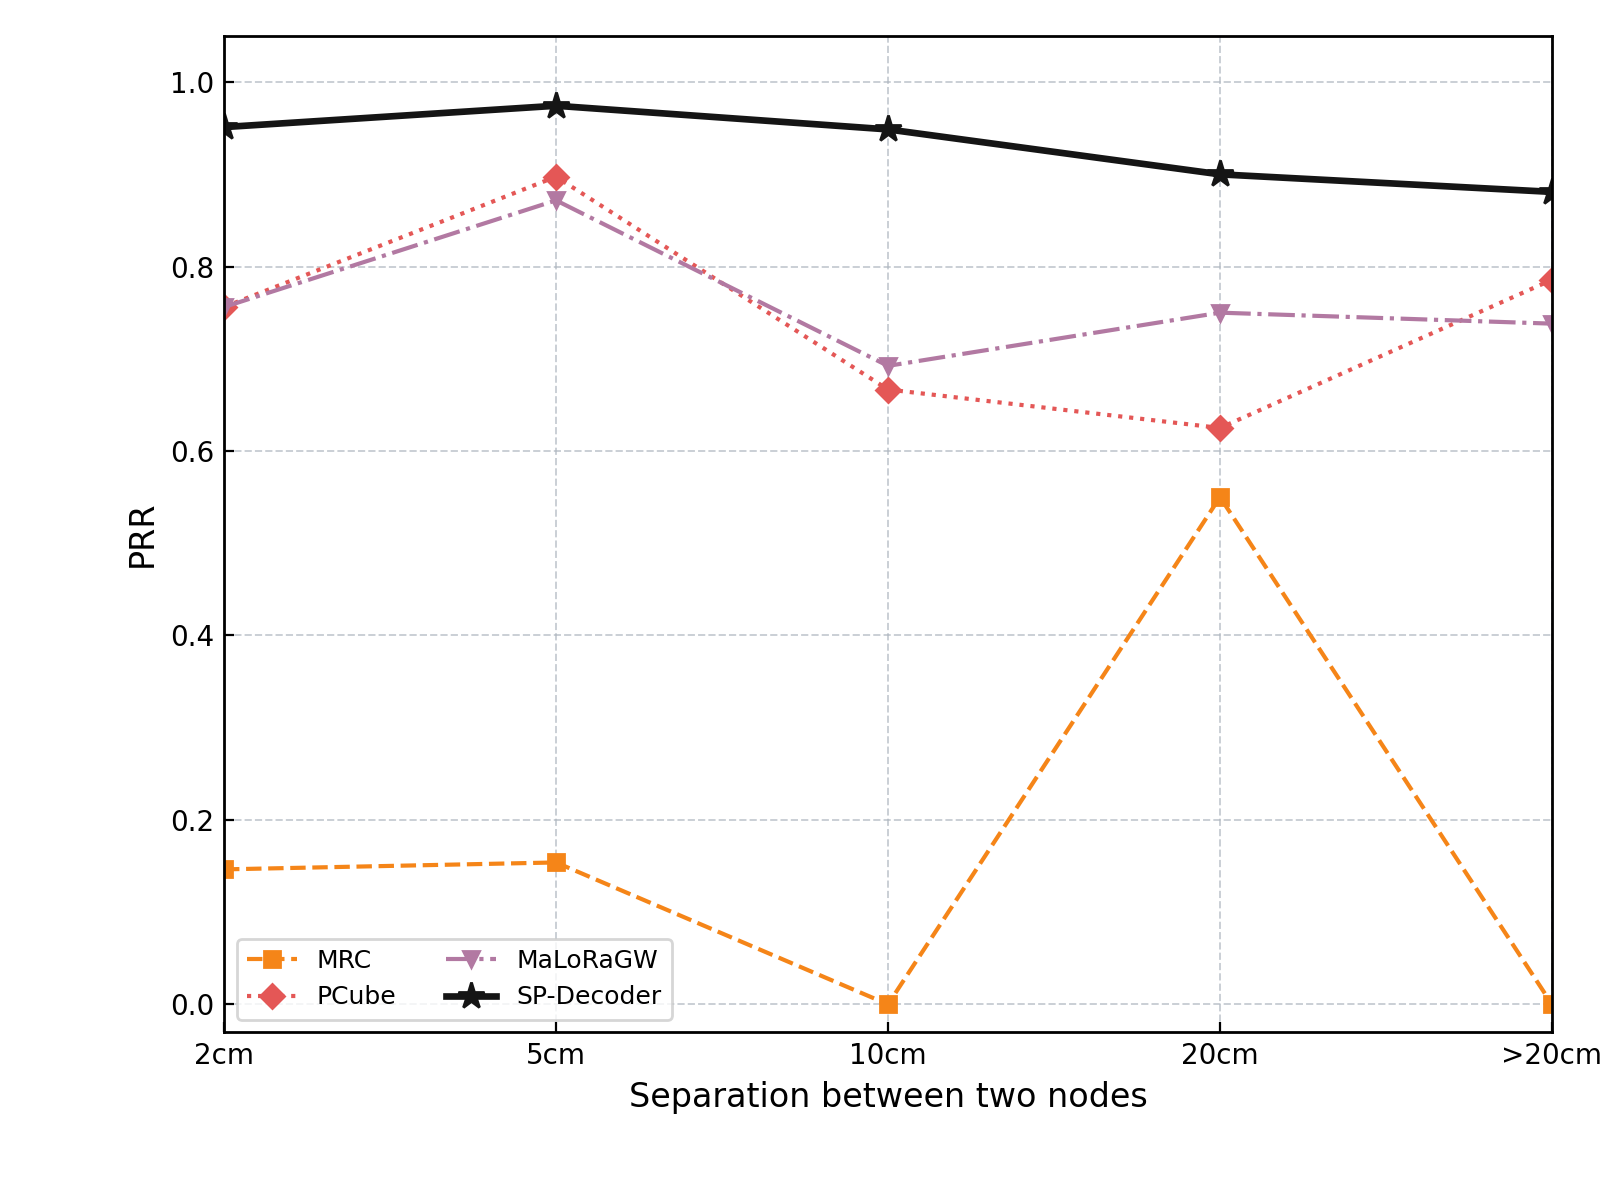 1.0
0.8
0.6
0.4
0.2
0.0
PRR
MRC
PCube
MaLoRaGW
SP-Decoder
2cm 5cm 10cm 20cm >20cm
Separation between two nodes